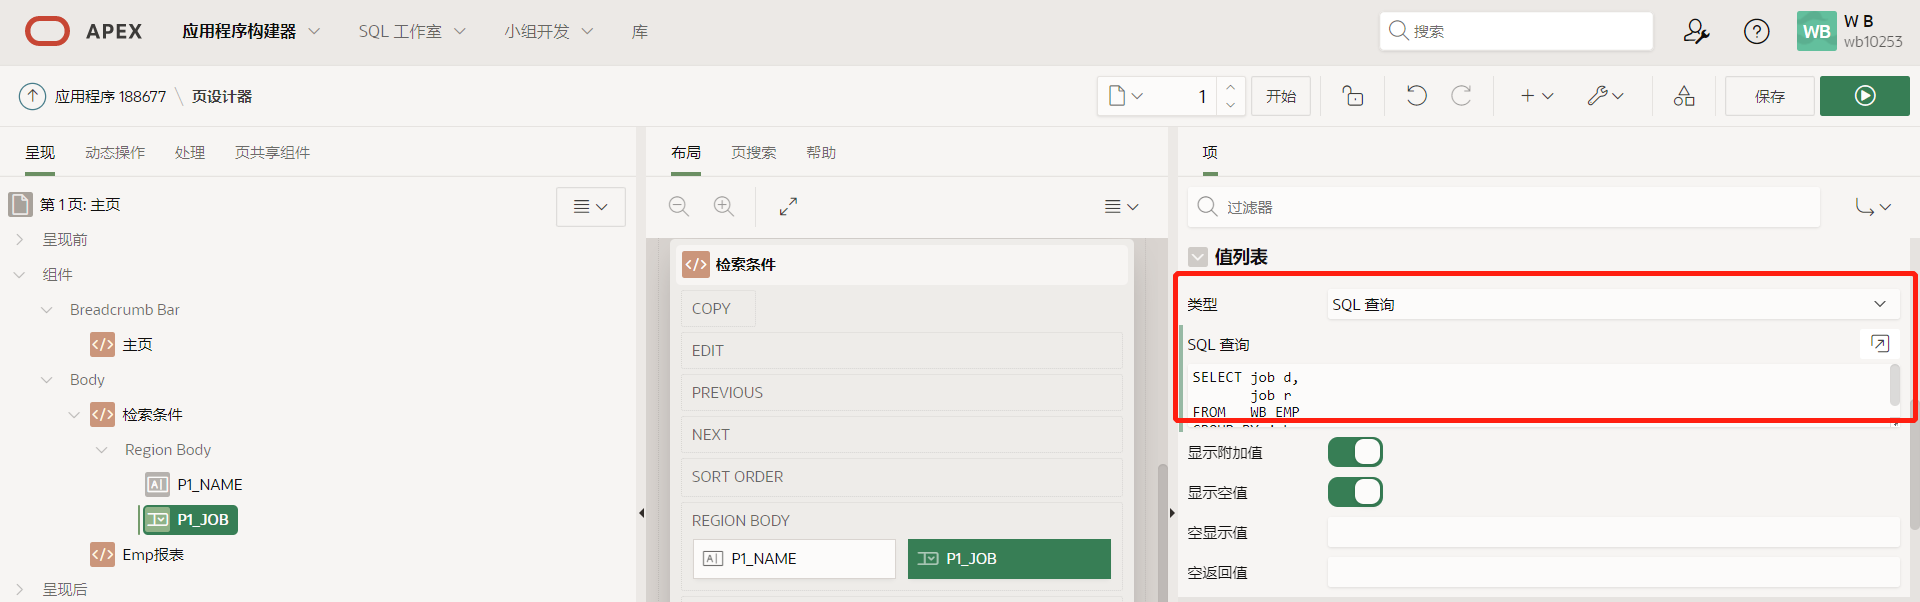 APEX 应用程序构建器 SQL 工作室 小组开发 库 搜索 WB W B
wb10253
应用程序 188677 \ 页设计器 1 开始 保存
呈现 动态操作 处理 页共享组件
第 1 页: 主页
呈现前
组件
Breadcrumb Bar
主页
Body
检索条件
Region Body
P1_NAME
P1_JOB
Emp报表
呈现后
布局 页搜索 帮助
检索条件
COPY
EDIT
PREVIOUS
NEXT
SORT ORDER
REGION BODY
P1_NAME P1_JOB
项
过滤器
值列表
类型 SQL 查询
SQL 查询
SELECT job d,
job r
FROM WB_EMP
显示附加值
显示空值
空显示值
空返回值